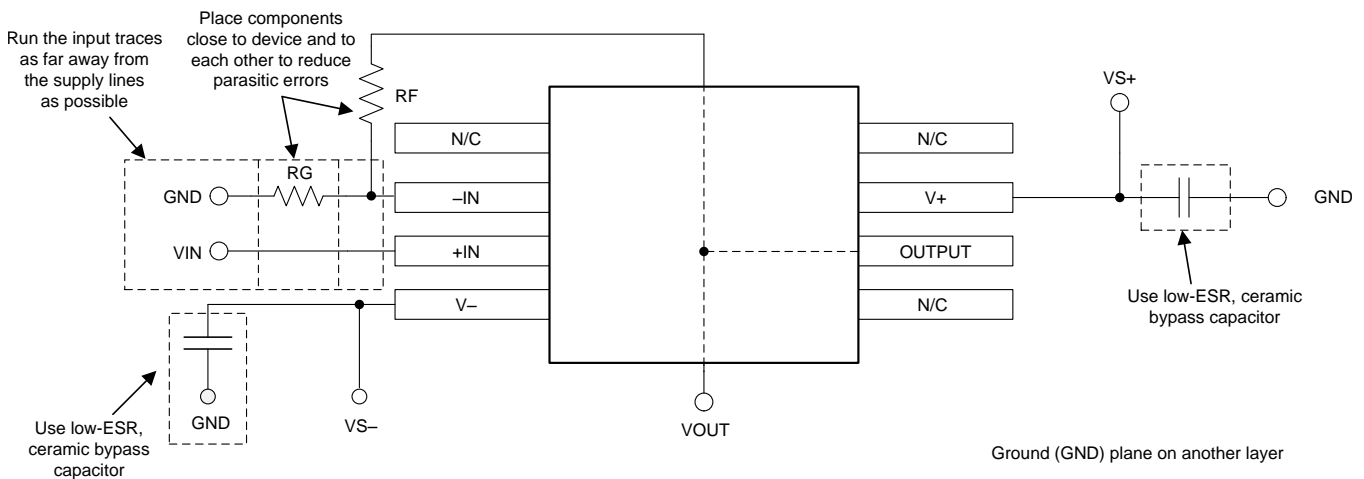 Place components
close to device and to
each other to reduce
parasitic errors
Run the input traces
as far away from
the supply lines
as possible
RF
VS+
N/C
N/C
RG
GND
–IN
V+
GND
VIN
+IN
OUTPUT
V–
N/C
Use low-ESR, ceramic
bypass capacitor
GND
VS–
VOUT
Use low-ESR,
ceramic bypass
capacitor
Ground (GND) plane on another layer